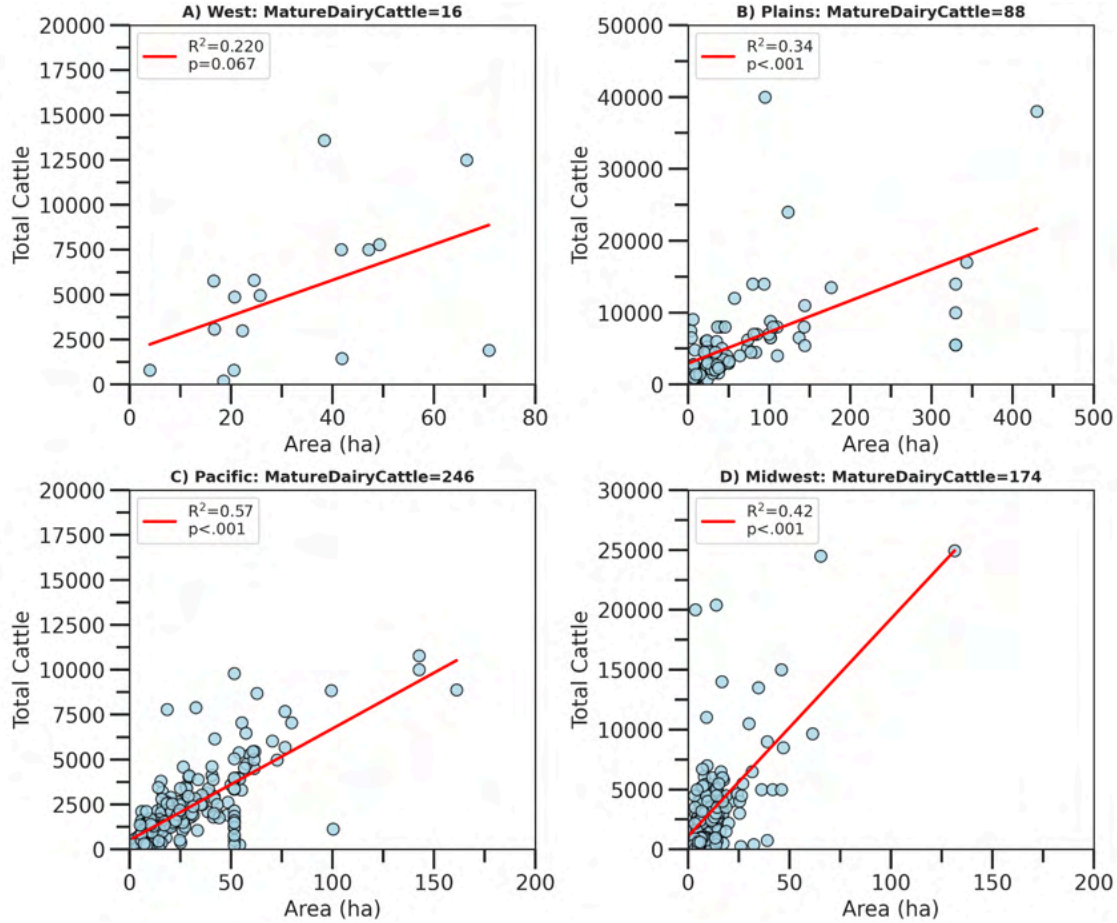 A) West: MatureDairyCattle=16
R²=0.220
p=0.067
20000
17500
15000
12500
10000
7500
5000
2500
0
Total Cattle
0 20 40 60 80
Area (ha)
B) Plains: MatureDairyCattle=88
R²=0.34
p<.001
50000
40000
30000
20000
10000
0
Total Cattle
0 100 200 300 400 500
Area (ha)
C) Pacific: MatureDairyCattle=246
R²=0.57
p<.001
20000
17500
15000
12500
10000
7500
5000
2500
0
Total Cattle
0 50 100 150 200
Area (ha)
D) Midwest: MatureDairyCattle=174
R²=0.42
p<.001
30000
25000
20000
15000
10000
5000
0
Total Cattle
0 50 100 150 200
Area (ha)